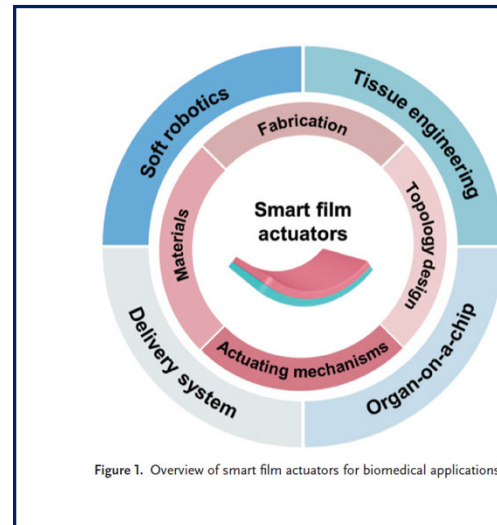 Soft robotics
Tissue engineering
Fabrication
Materials
Topology design
Smart film
actuators
Actuating mechanisms
Delivery system
Organ-on-a-chip
Figure 1. Overview of smart film actuators for biomedical applications